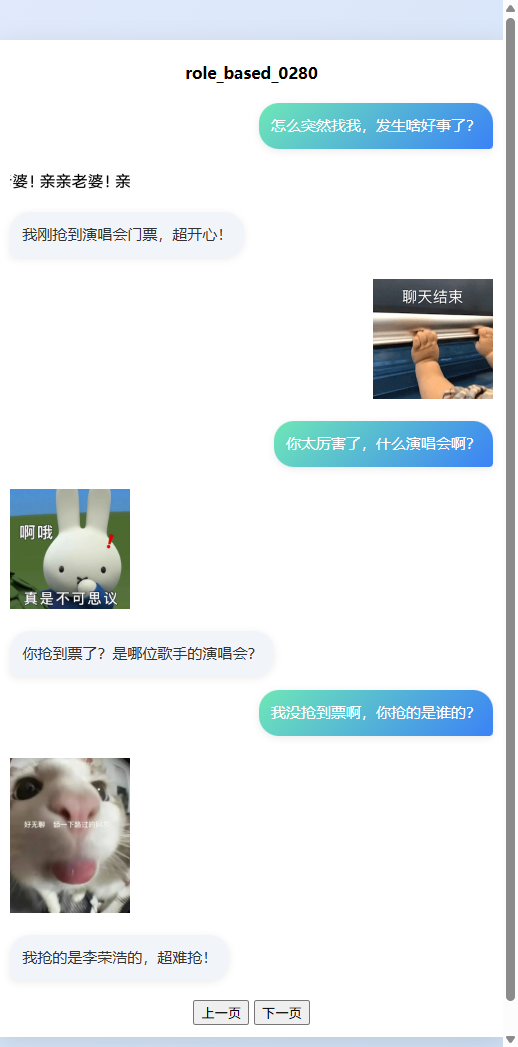 role_based_0280
怎么突然找我，发生啥好事了？
婆！亲亲老婆！亲
我刚抢到演唱会门票，超开心！
聊天结束
你太厉害了，什么演唱会啊？
啊哦
真是不可思议
你抢到票了？是哪位歌手的演唱会？
我没抢到票啊，你抢的是谁的？
好无聊
我抢的是李荣浩的，超难抢！
上一页 下一页